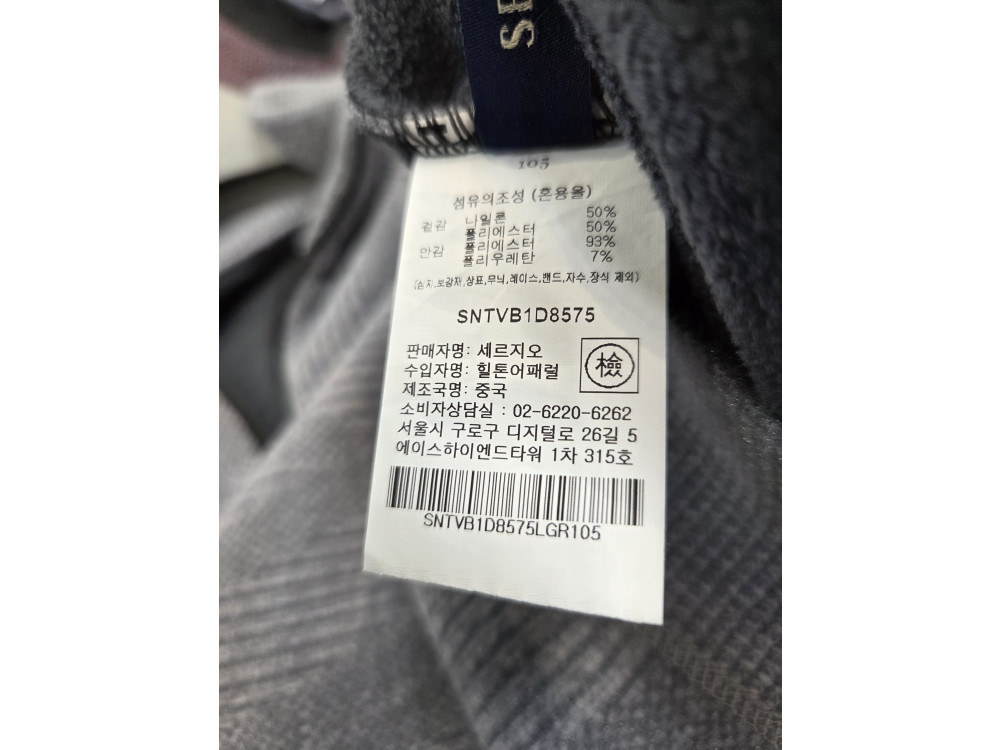 SE
105
섬유의조성 (혼용율)
겉감 나일론 50%
폴리에스터 50%
안감 폴리에스터 93%
폴리우레탄 7%
(심지,보강재,상표,무늬,레이스,밴드,자수,장식 제외)
SNTVB1D8575
판매자명: 세르지오
수입자명: 힐튼어패럴
檢
제조국명: 중국
소비자상담실 : 02-6220-6262
서울시 구로구 디지털로 26길 5
에이스하이엔드타워 1차 315호
SNTVB1D8575LGR105